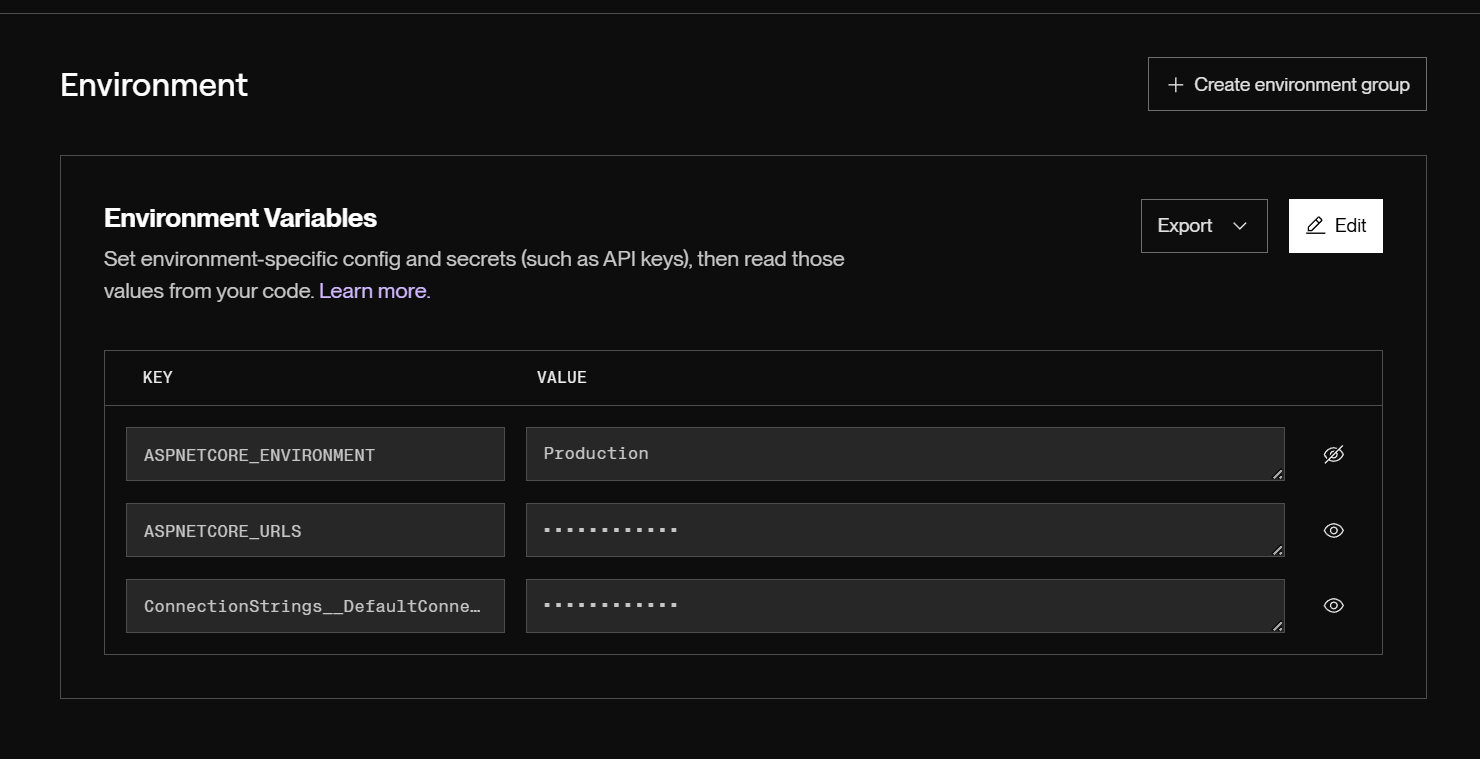 Environment
+ Create environment group
Environment Variables
Export
Edit
Set environment-specific config and secrets (such as API keys), then read those
values from your code. Learn more.
KEY VALUE
ASPNETCORE_ENVIRONMENT Production
ASPNETCORE_URLS ••••••••••••
ConnectionStrings__DefaultConne… ••••••••••••